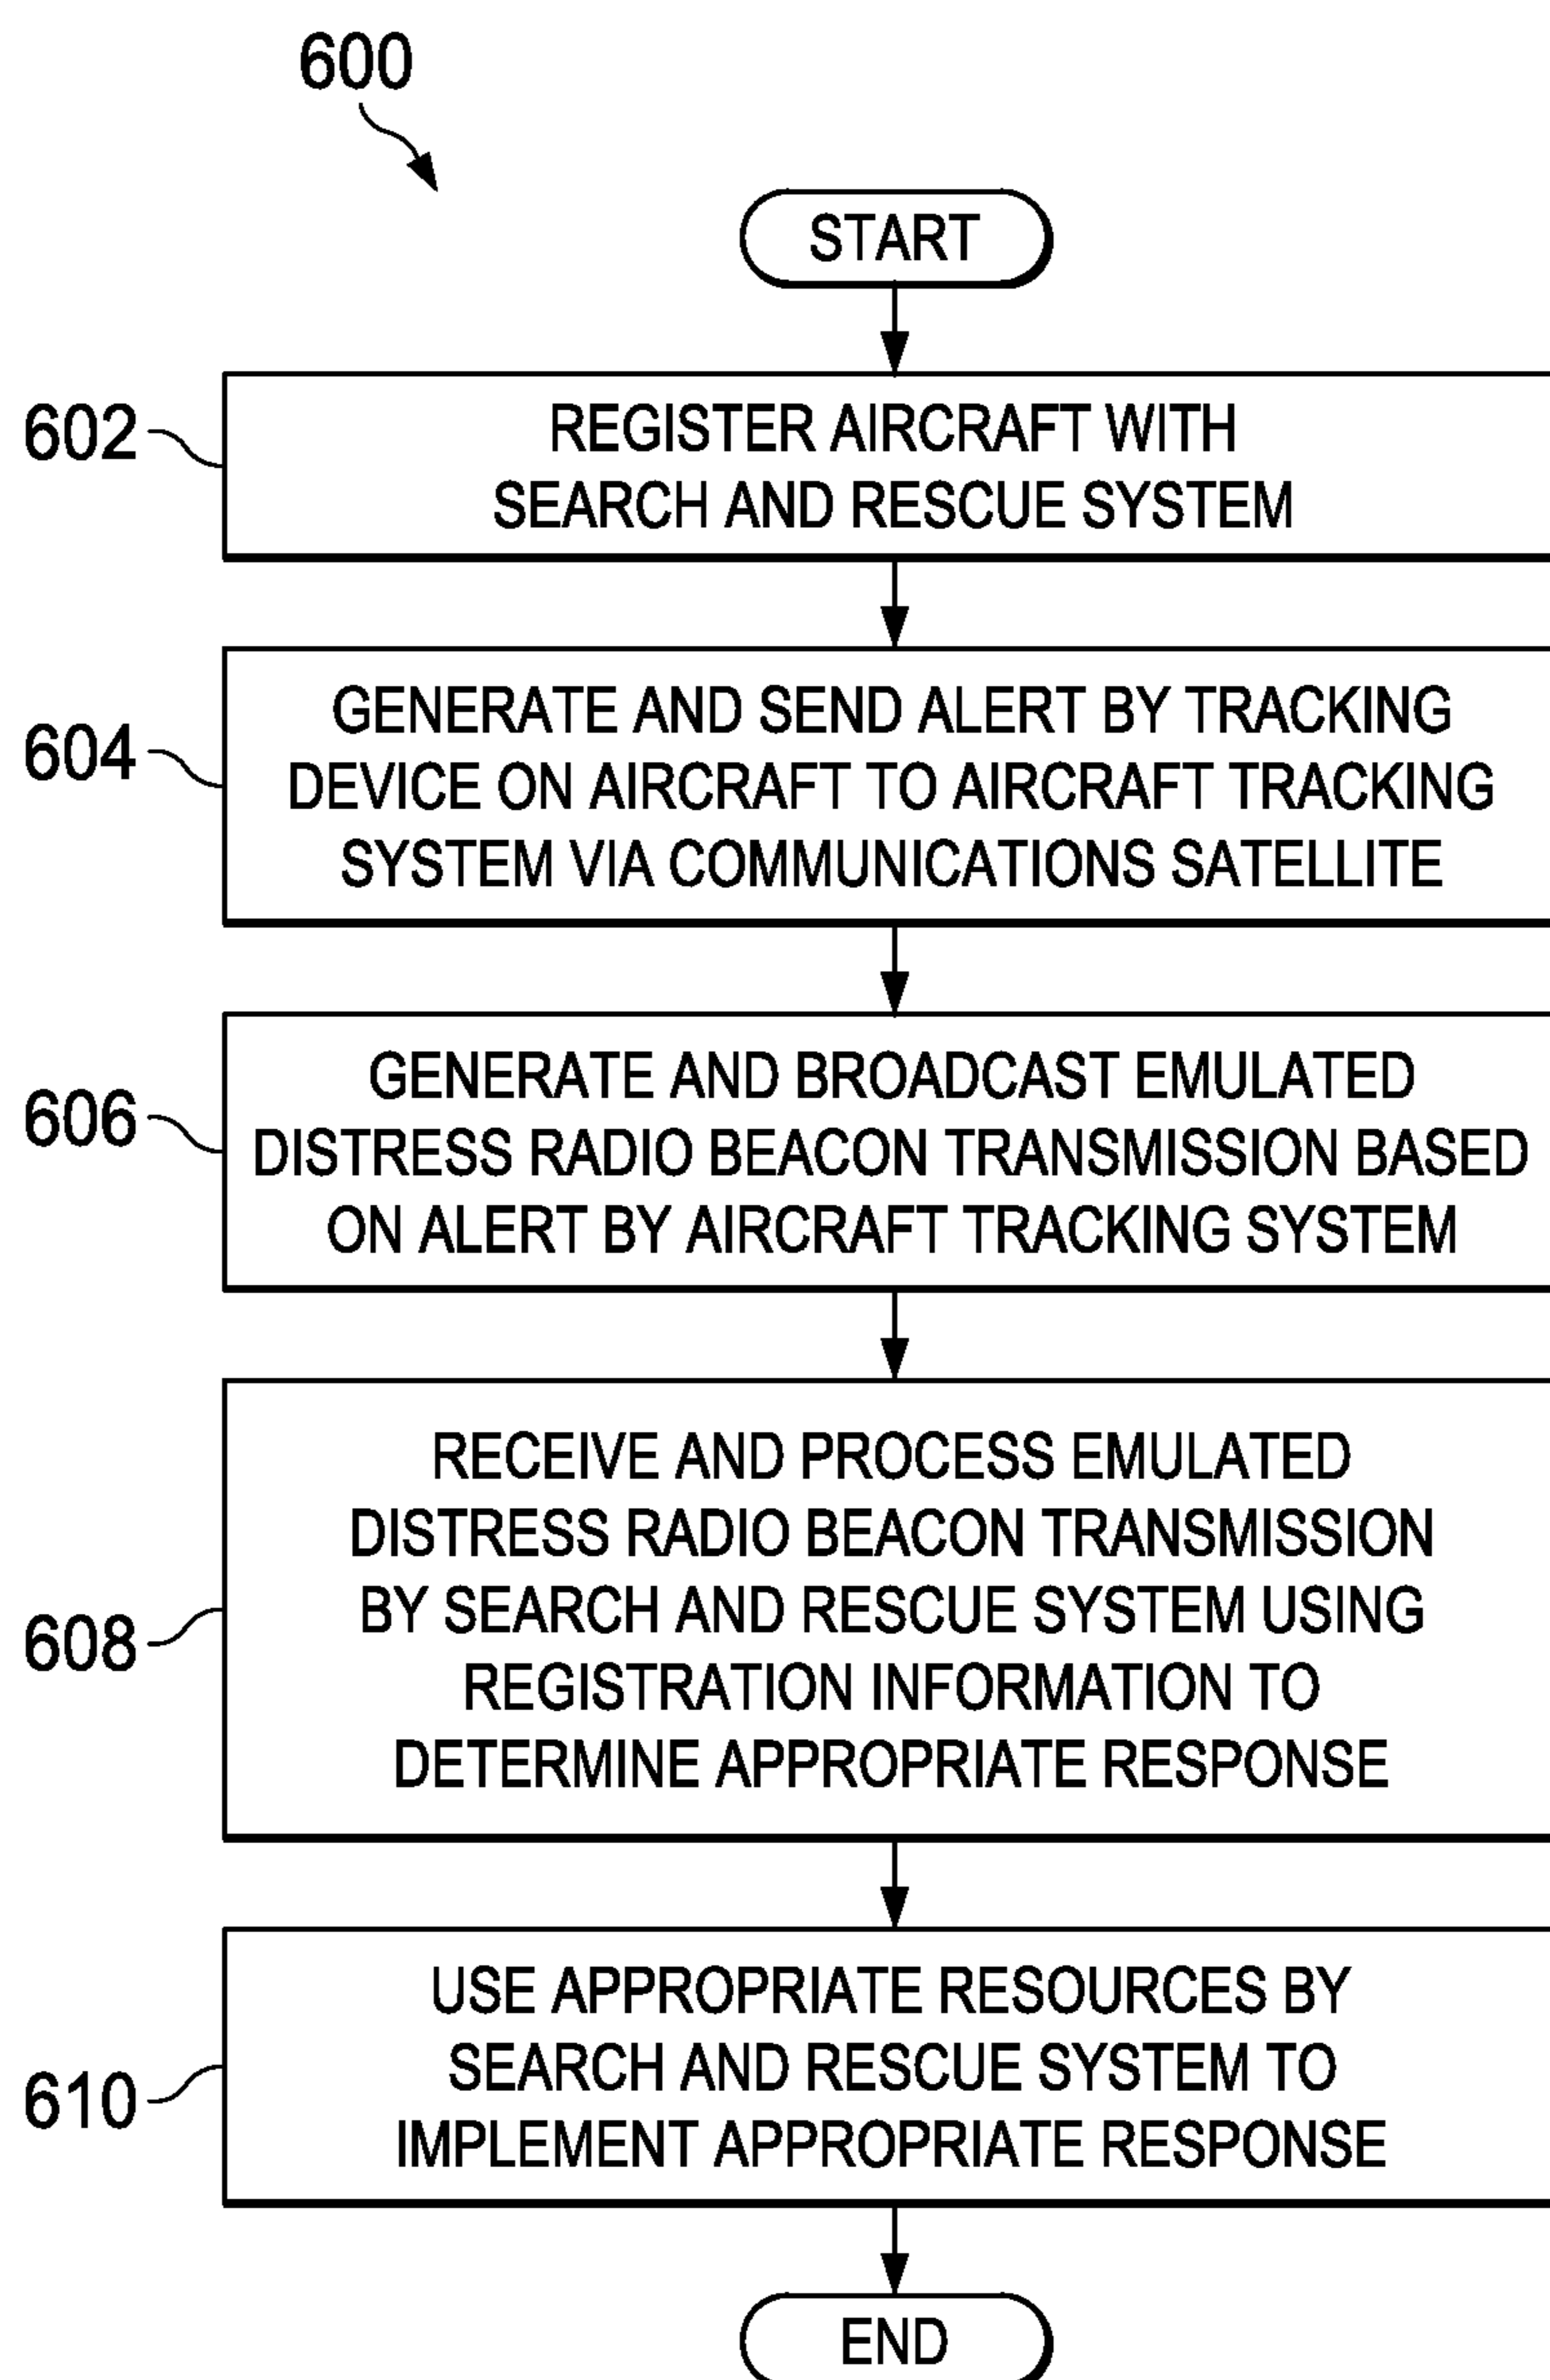 600
START
602
REGISTER AIRCRAFT WITH
SEARCH AND RESCUE SYSTEM
604
GENERATE AND SEND ALERT BY TRACKING
DEVICE ON AIRCRAFT TO AIRCRAFT TRACKING
SYSTEM VIA COMMUNICATIONS SATELLITE
606
GENERATE AND BROADCAST EMULATED
DISTRESS RADIO BEACON TRANSMISSION BASED
ON ALERT BY AIRCRAFT TRACKING SYSTEM
608
RECEIVE AND PROCESS EMULATED
DISTRESS RADIO BEACON TRANSMISSION
BY SEARCH AND RESCUE SYSTEM USING
REGISTRATION INFORMATION TO
DETERMINE APPROPRIATE RESPONSE
610
USE APPROPRIATE RESOURCES BY
SEARCH AND RESCUE SYSTEM TO
IMPLEMENT APPROPRIATE RESPONSE
END